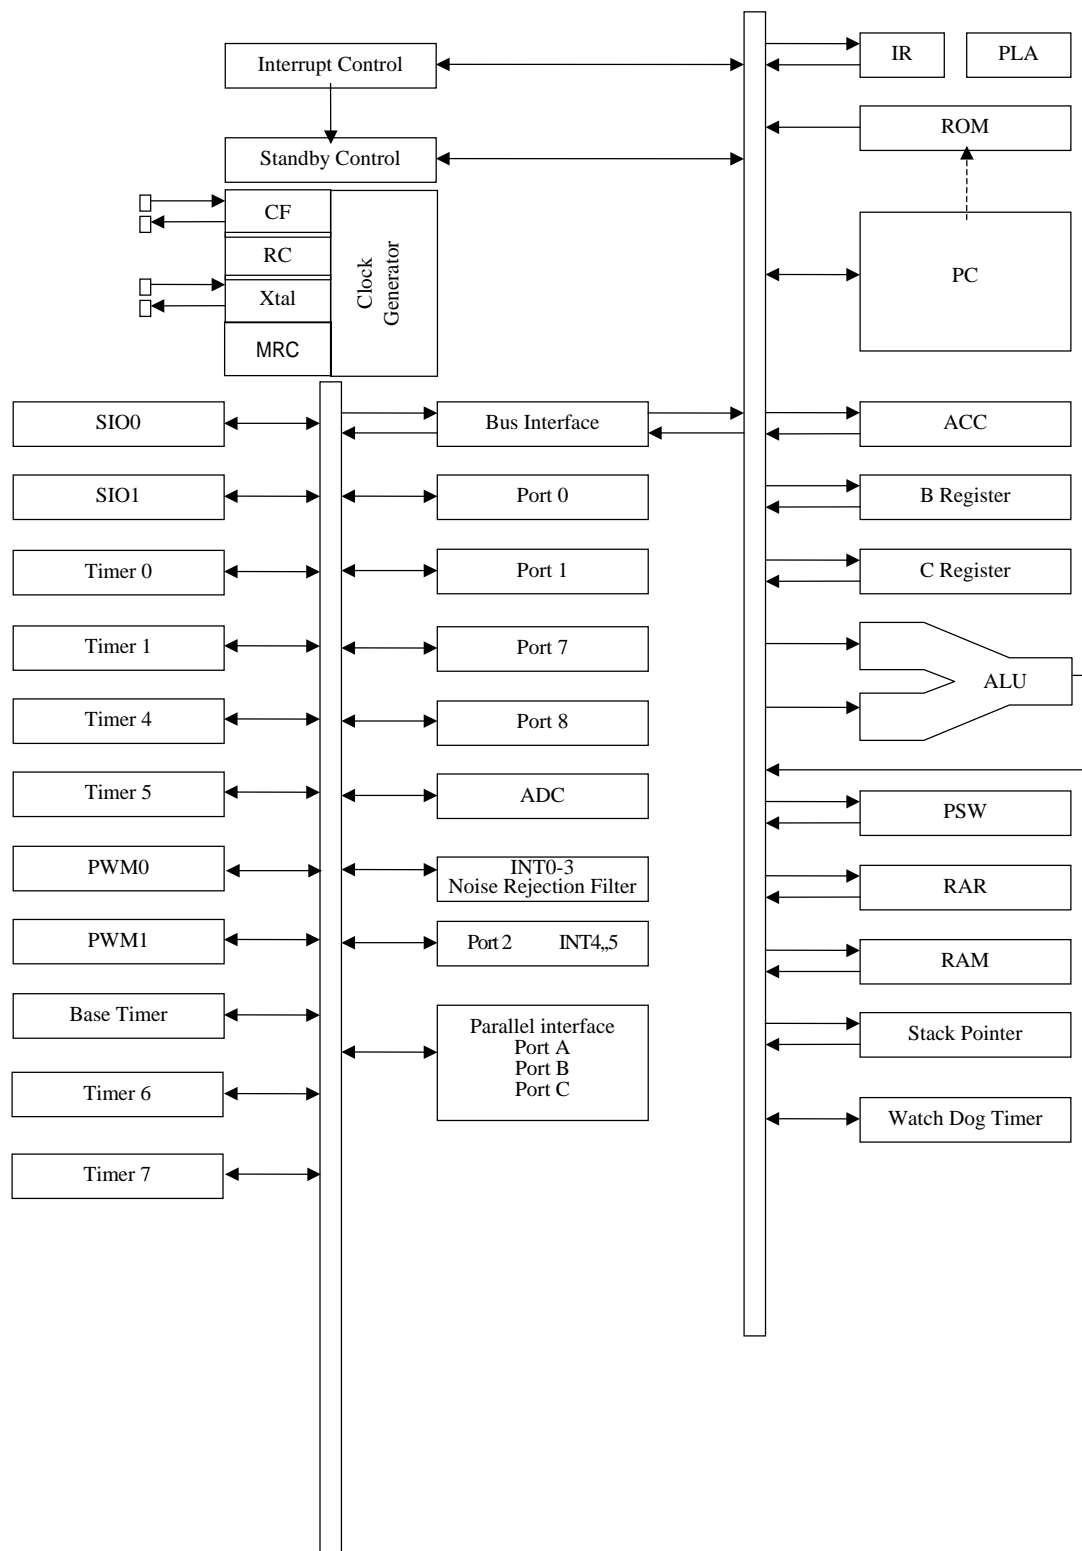 Interrupt Control
IR
PLA
Standby Control
ROM
CF
RC
Xtal
MRC
Clock
Generator
PC
SIO0
Bus Interface
ACC
SIO1
Port 0
B Register
Timer 0
Port 1
C Register
Timer 1
Port 7
ALU
Timer 4
Port 8
Timer 5
ADC
PSW
PWM0
INT0-3
Noise Rejection Filter
RAR
PWM1
Port 2 INT4,,5
RAM
Base Timer
Parallel interface
Port A
Port B
Port C
Stack Pointer
Timer 6
Watch Dog Timer
Timer 7